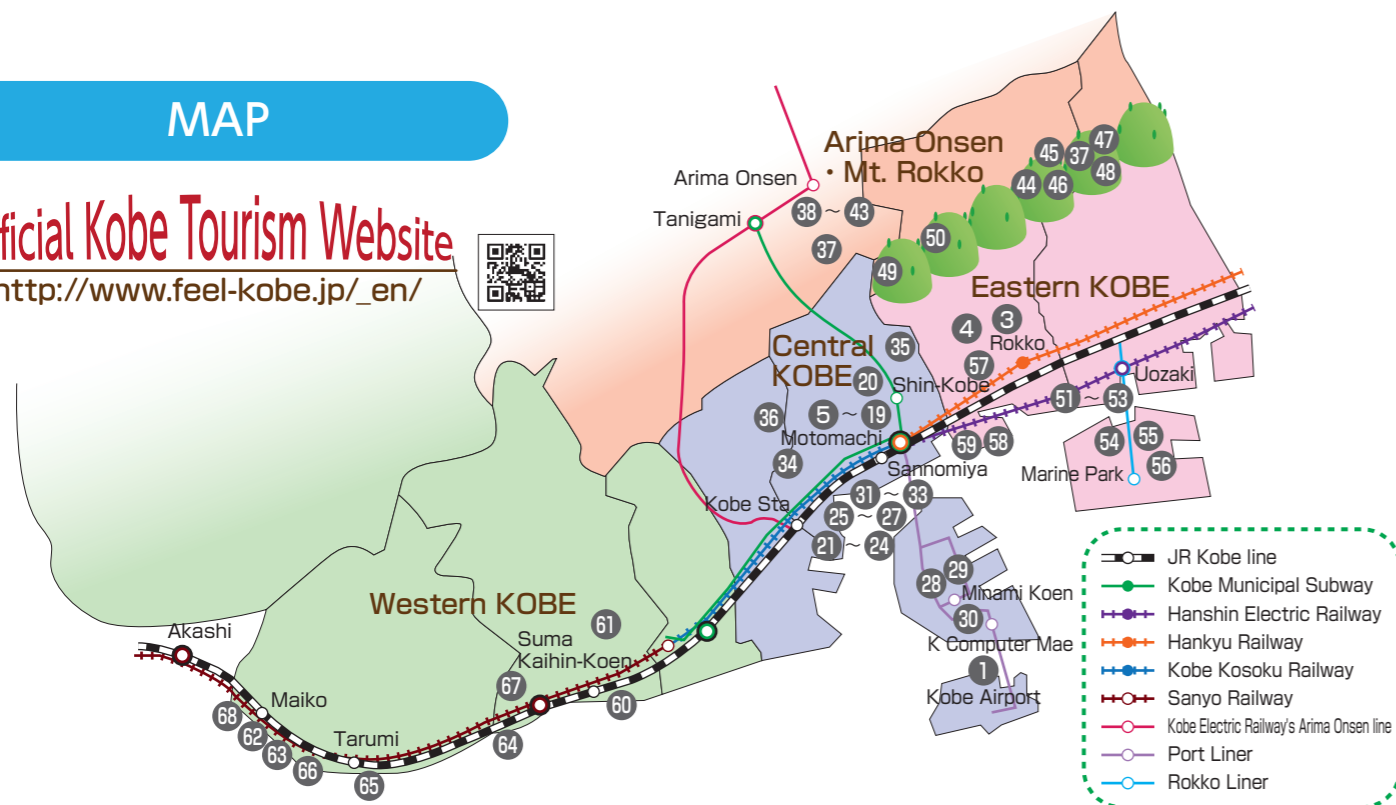 MAP
ficial Kobe Tourism Website
http://www.feel-kobe.jp/_en/
Arima Onsen
・Mt. Rokko
Arima Onsen
Tanigami
38 ~ 43
37
45
37
47
44
46
48
50
49
Eastern KOBE
4
3
Rokko
57
Central
KOBE
35
20
Shin-Kobe
36
5 ~ 19
Motomachi
34
Sannomiya
Uozaki
51 ~ 53
59
58
54
55
56
Marine Park
Kobe Sta
31 ~ 33
25 ~ 27
21 ~ 24
28
29
Minami Koen
30
K Computer Mae
1
Kobe Airport
Western KOBE
61
Suma
Kaihin-Koen
67
60
64
Akashi
Maiko
68
62
63
66
Tarumi
65
JR Kobe line
Kobe Municipal Subway
Hanshin Electric Railway
Hankyu Railway
Kobe Kosoku Railway
Sanyo Railway
Kobe Electric Railway's Arima Onsen line
Port Liner
Rokko Liner